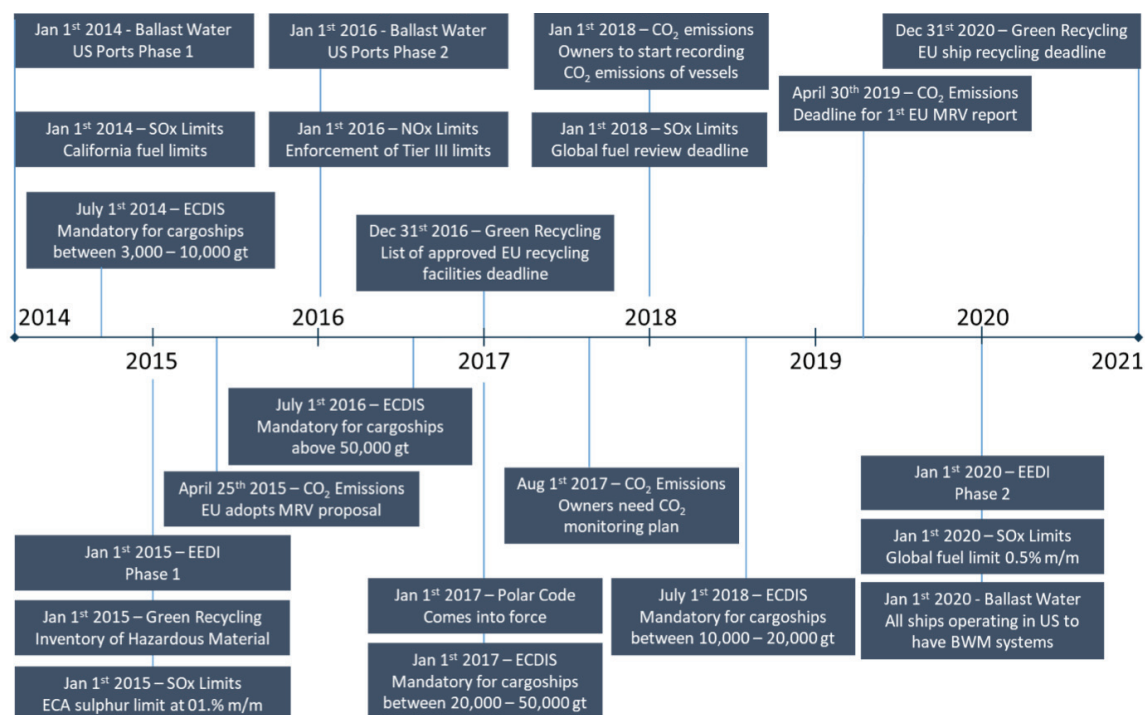 Jan 1st 2014 - Ballast Water
US Ports Phase 1
Jan 1st 2016 - Ballast Water
US Ports Phase 2
Jan 1st 2018 – CO₂ emissions
Owners to start recording
CO₂ emissions of vessels
Dec 31st 2020 – Green Recycling
EU ship recycling deadline
April 30th 2019 – CO₂ Emissions
Deadline for 1st EU MRV report
Jan 1st 2014 – SOx Limits
California fuel limits
Jan 1st 2016 – NOx Limits
Enforcement of Tier III limits
Jan 1st 2018 – SOx Limits
Global fuel review deadline
July 1st 2014 – ECDIS
Mandatory for cargoships
between 3,000 – 10,000 gt
Dec 31st 2016 – Green Recycling
List of approved EU recycling
facilities deadline
2014
2016
2018
2020
2015
2017
2019
2021
July 1st 2016 – ECDIS
Mandatory for cargoships
above 50,000 gt
April 25th 2015 – CO₂ Emissions
EU adopts MRV proposal
Aug 1st 2017 – CO₂ Emissions
Owners need CO₂
monitoring plan
Jan 1st 2020 – EEDI
Phase 2
Jan 1st 2015 – EEDI
Phase 1
Jan 1st 2020 – SOx Limits
Global fuel limit 0.5% m/m
Jan 1st 2015 – Green Recycling
Inventory of Hazardous Material
Jan 1st 2017 – Polar Code
Comes into force
July 1st 2018 – ECDIS
Mandatory for cargoships
between 10,000 – 20,000 gt
Jan 1st 2020 - Ballast Water
All ships operating in US to
have BWM systems
Jan 1st 2015 – SOx Limits
ECA sulphur limit at 01.% m/m
Jan 1st 2017 – ECDIS
Mandatory for cargoships
between 20,000 – 50,000 gt